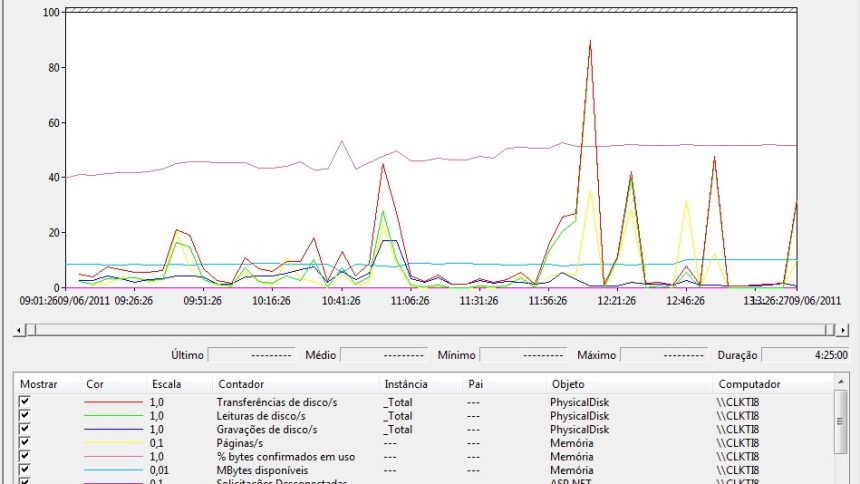 100
80
60
40
20
0
09:01:26 09/06/2011 09:26:26 09:51:26 10:16:26 10:41:26 11:06:26 11:31:26 11:56:26 12:21:26 12:46:26 13:26:27 09/06/2011
Último --------- Médio --------- Mínimo --------- Máximo --------- Duração 4:25:00
Mostrar Cor Escala Contador Instância Pai Objeto Computador
1,0 Transferências de disco/s _Total --- PhysicalDisk \\CLKTI8
1,0 Leituras de disco/s _Total --- PhysicalDisk \\CLKTI8
1,0 Gravações de disco/s _Total --- PhysicalDisk \\CLKTI8
0,1 Páginas/s --- --- Memória \\CLKTI8
1,0 % bytes confirmados em uso --- --- Memória \\CLKTI8
0,01 MBytes disponíveis --- --- Memória \\CLKTI8
0,1 Solicitações Desconectadas --- --- ASP.NET \\CLKTI8